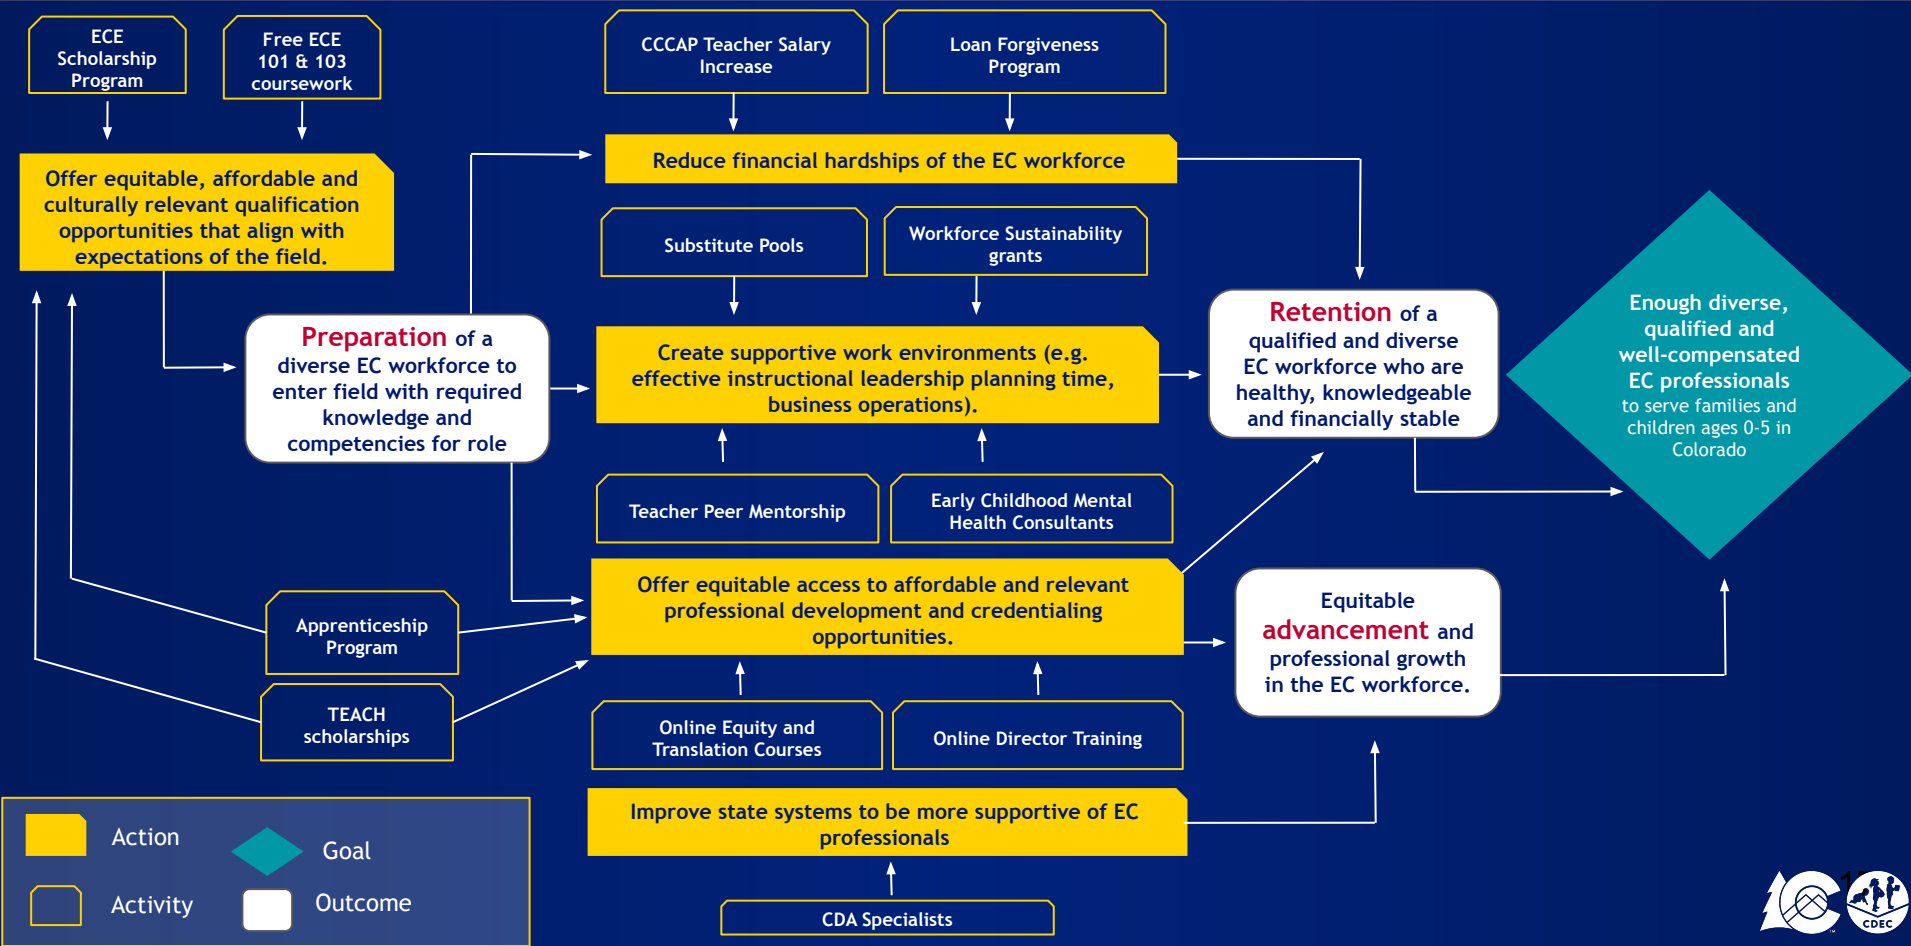 ECE
Scholarship
Program
Free ECE
101 & 103
coursework
CCCAP Teacher Salary
Increase
Loan Forgiveness
Program
Offer equitable, affordable and
culturally relevant qualification
opportunities that align with
expectations of the field.
Reduce financial hardships of the EC workforce
Substitute Pools
Workforce Sustainability
grants
Preparation of a
diverse EC workforce to
enter field with required
knowledge and
competencies for role
Create supportive work environments (e.g.
effective instructional leadership planning time,
business operations).
Retention of a
qualified and diverse
EC workforce who are
healthy, knowledgeable
and financially stable
Enough diverse,
qualified and
well-compensated
EC professionals
to serve families and
children ages 0-5 in
Colorado
Teacher Peer Mentorship
Early Childhood Mental
Health Consultants
Apprenticeship
Program
Offer equitable access to affordable and relevant
professional development and credentialing
opportunities.
Equitable
advancement and
professional growth
in the EC workforce.
TEACH
scholarships
Online Equity and
Translation Courses
Online Director Training
Improve state systems to be more supportive of EC
professionals
CDA Specialists
Action
Goal
Activity
Outcome
CDEC